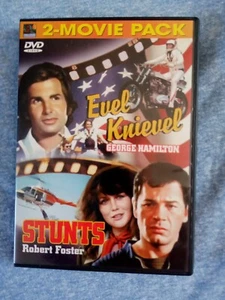 2-MOVIE PACK
DVD
Evel
Knievel
GEORGE HAMILTON
STUNTS
Robert Foster